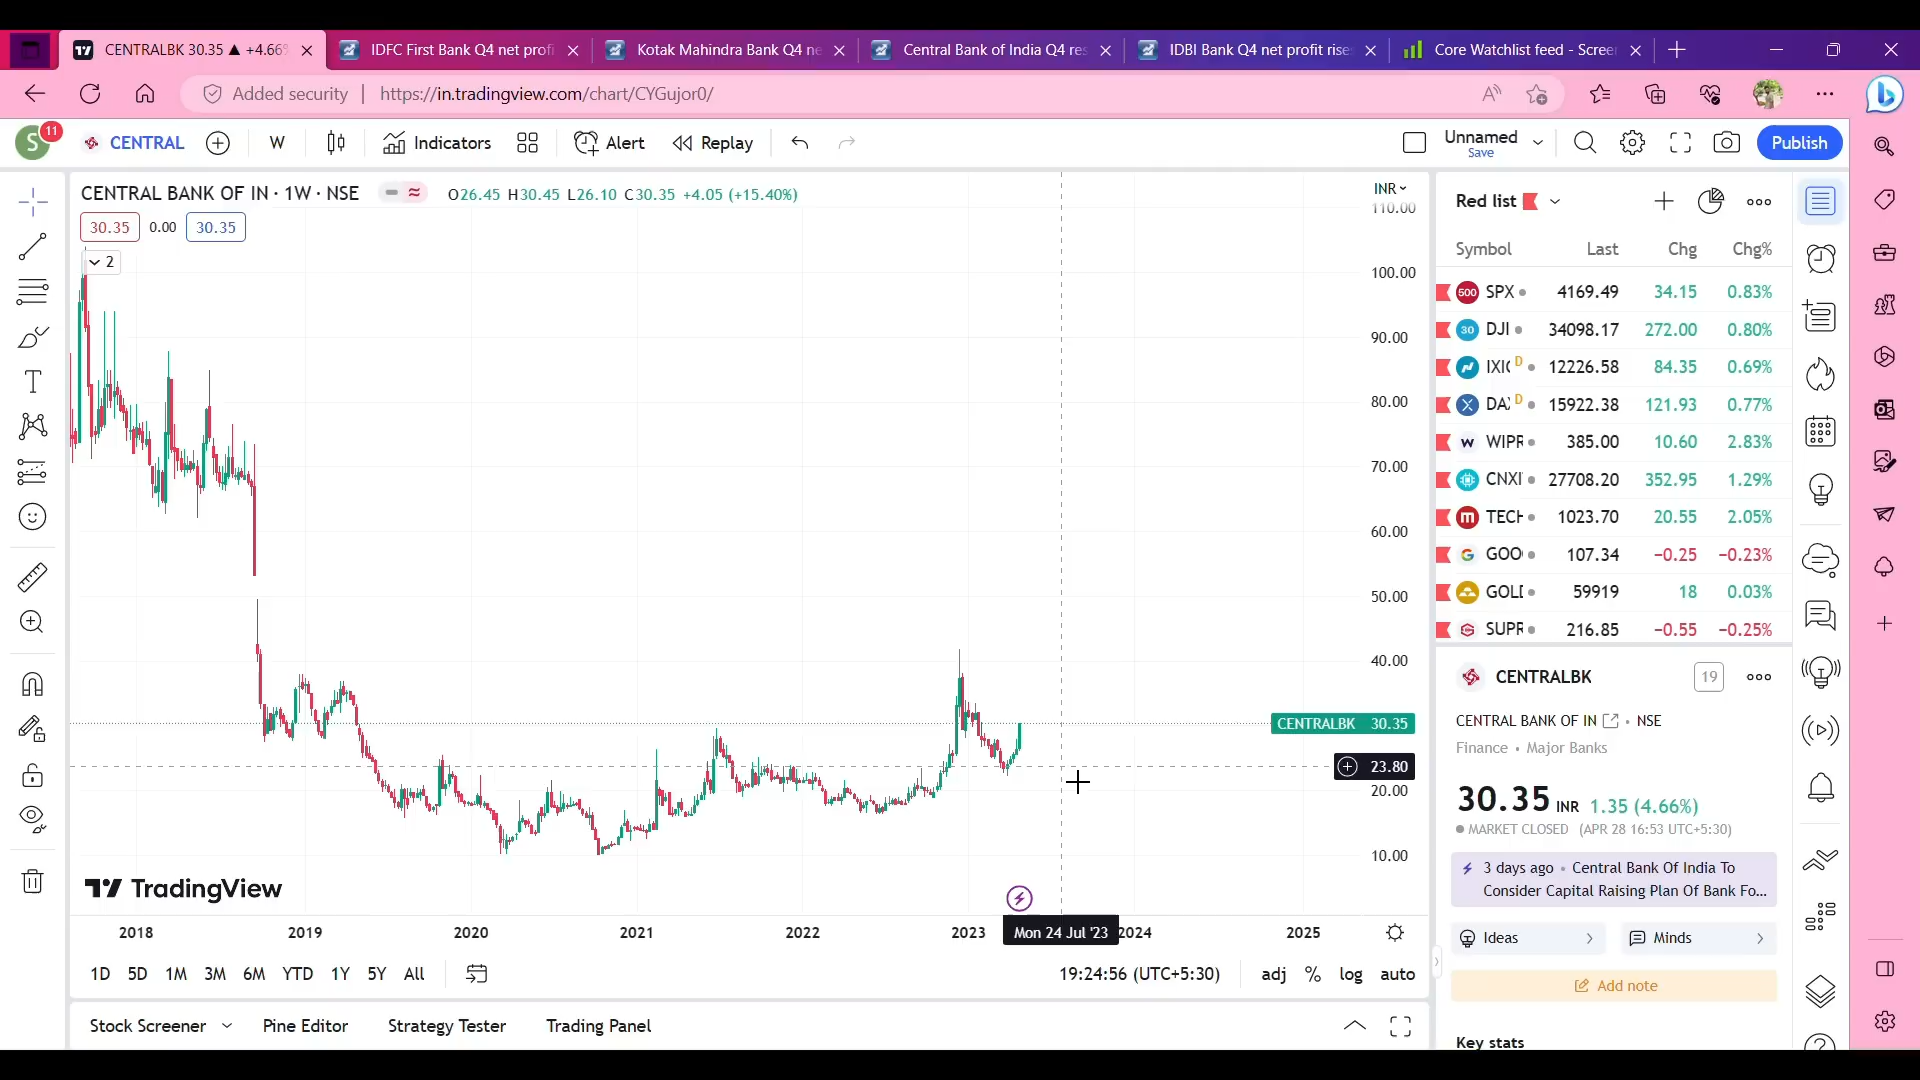 CENTRALBK 30.35 ▲ +4.66%
IDFC First Bank Q4 net profi
Kotak Mahindra Bank Q4 ne
Central Bank of India Q4 res
IDBI Bank Q4 net profit rises
Core Watchlist feed - Screen
Added security
https://in.tradingview.com/chart/CYGujor0/
S
11
CENTRAL
W
Indicators
Alert
Replay
Unnamed
Save
Publish
CENTRAL BANK OF IN · 1W · NSE
O26.45 H30.45 L26.10 C30.35 +4.05 (+15.40%)
30.35 0.00 30.35
2
INR
110.00
100.00
90.00
80.00
70.00
60.00
50.00
40.00
CENTRALBK 30.35
23.80
20.00
10.00
TradingView
2018 2019 2020 2021 2022 2023 Mon 24 Jul '23 2024 2025
1D 5D 1M 3M 6M YTD 1Y 5Y All
19:24:56 (UTC+5:30)
adj % log auto
Stock Screener Pine Editor Strategy Tester Trading Panel
Red list
Symbol Last Chg Chg%
500 SPX 4169.49 34.15 0.83%
30 DJI 34098.17 272.00 0.80%
IXIC D 12226.58 84.35 0.69%
DAX D 15922.38 121.93 0.77%
W WIPR 385.00 10.60 2.83%
CNXI 27708.20 352.95 1.29%
TECH 1023.70 20.55 2.05%
G GOO 107.34 −0.25 −0.23%
GOLD 59919 18 0.03%
SUPR 216.85 −0.55 −0.25%
CENTRALBK
19
CENTRAL BANK OF IN · NSE
Finance • Major Banks
30.35 INR 1.35 (4.66%)
MARKET CLOSED (APR 28 16:53 UTC+5:30)
3 days ago • Central Bank Of India To
Consider Capital Raising Plan Of Bank Fo...
Ideas
Minds
Add note
Key stats